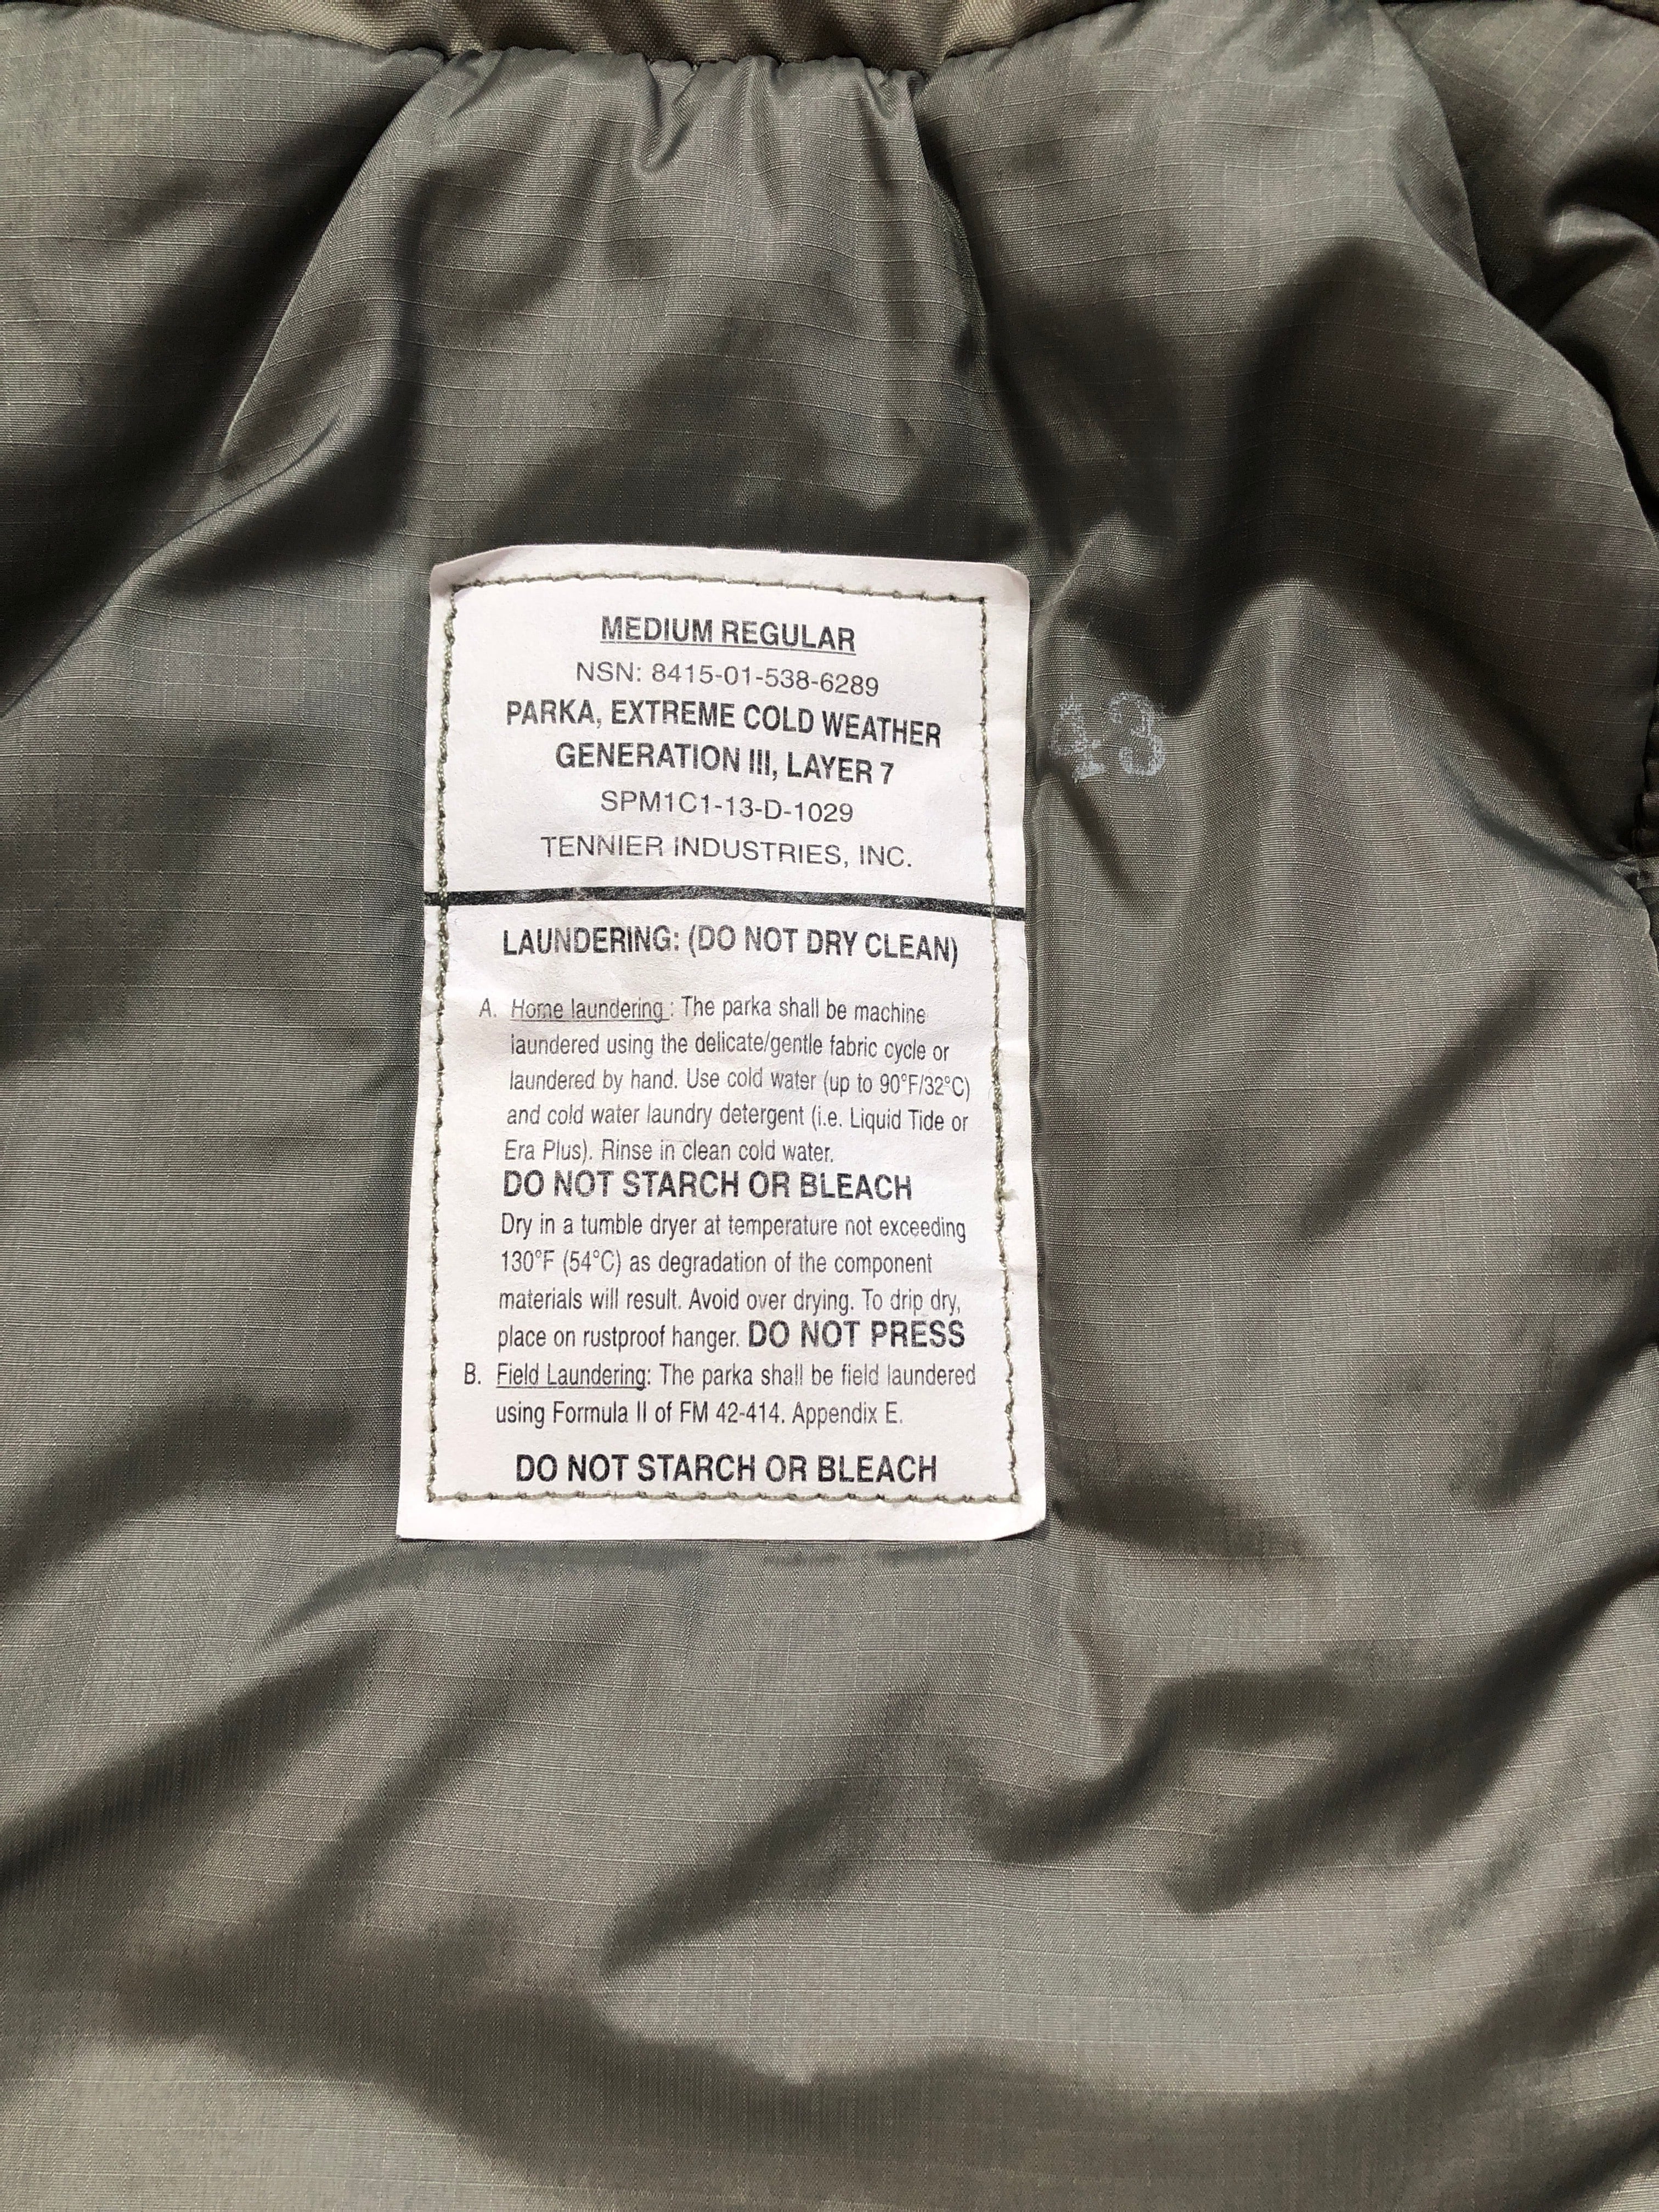 MEDIUM REGULAR
NSN: 8415-01-538-6289
PARKA, EXTREME COLD WEATHER
GENERATION III, LAYER 7
SPM1C1-13-D-1029
TENNIER INDUSTRIES, INC.
43
LAUNDERING: (DO NOT DRY CLEAN)
A. Home laundering : The parka shall be machine
laundered using the delicate/gentle fabric cycle or
laundered by hand. Use cold water (up to 90°F/32°C)
and cold water laundry detergent (i.e. Liquid Tide or
Era Plus). Rinse in clean cold water.
DO NOT STARCH OR BLEACH
Dry in a tumble dryer at temperature not exceeding
130°F (54°C) as degradation of the component
materials will result. Avoid over drying. To drip dry,
place on rustproof hanger. DO NOT PRESS
B. Field Laundering: The parka shall be field laundered
using Formula II of FM 42-414. Appendix E.
DO NOT STARCH OR BLEACH